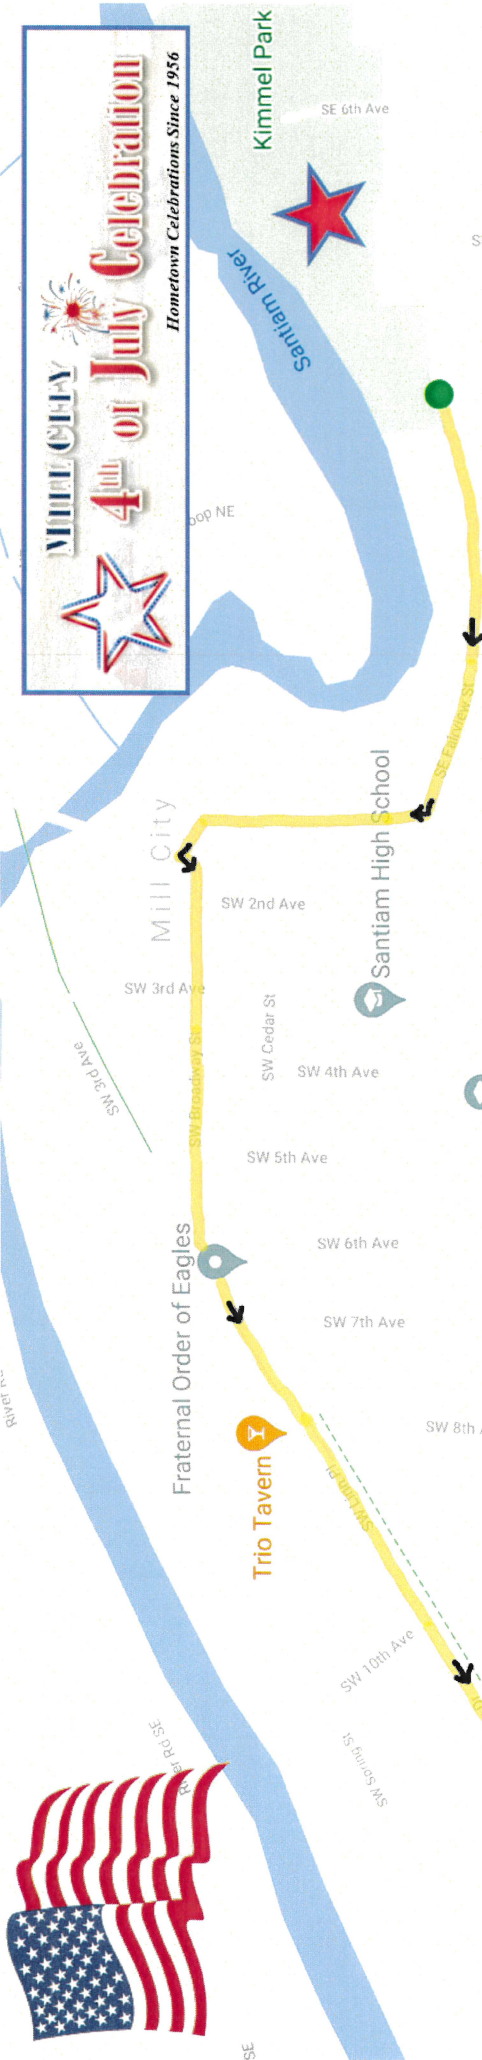 MILL CITY
4th of July Celebration
Hometown Celebrations Since 1956
Kimmel Park
SE 6th Ave
Santiam River
oop NE
SE Fairview St
Santiam High School
Mill City
SW 2nd Ave
SW 3rd Ave
SW Cedar St
SW 3rd Ave
SW 4th Ave
SW Broadway St
SW 5th Ave
SW 6th Ave
Fraternal Order of Eagles
SW 7th Ave
SW 8th
Trio Tavern
SW Linn Pl
SW 10th Ave
SW Spring St
River Rd SE
SE